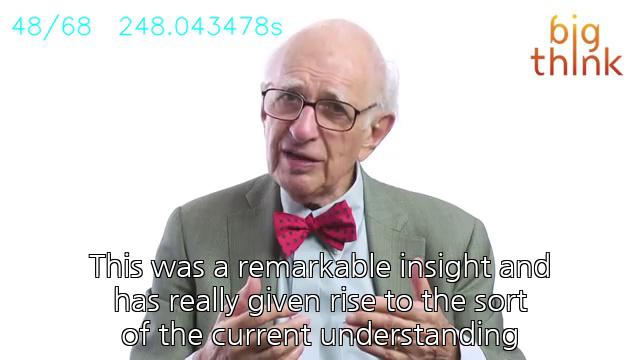 48/68 248.043478s
big
think
This was a remarkable insight and
has really given rise to the sort
of the current understanding